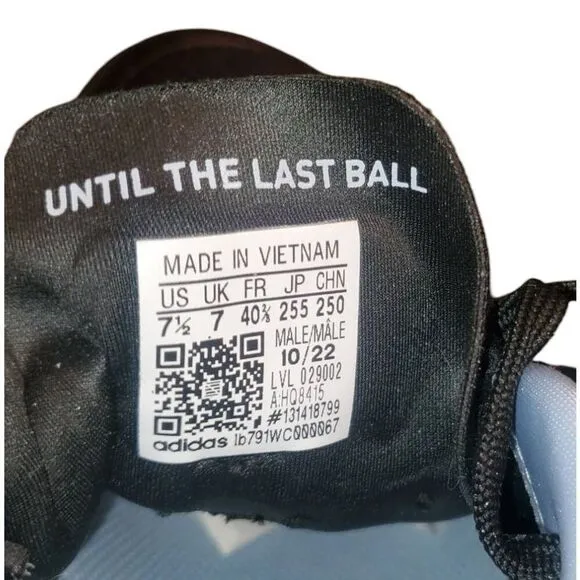 UNTIL THE LAST BALL
MADE IN VIETNAM
US UK FR JP CHN
7½ 7 40⅔ 255 250
MALE/MÂLE
10/22
LVL 029002
A:HQ8415
#131418799
adidas 1b791WC000067